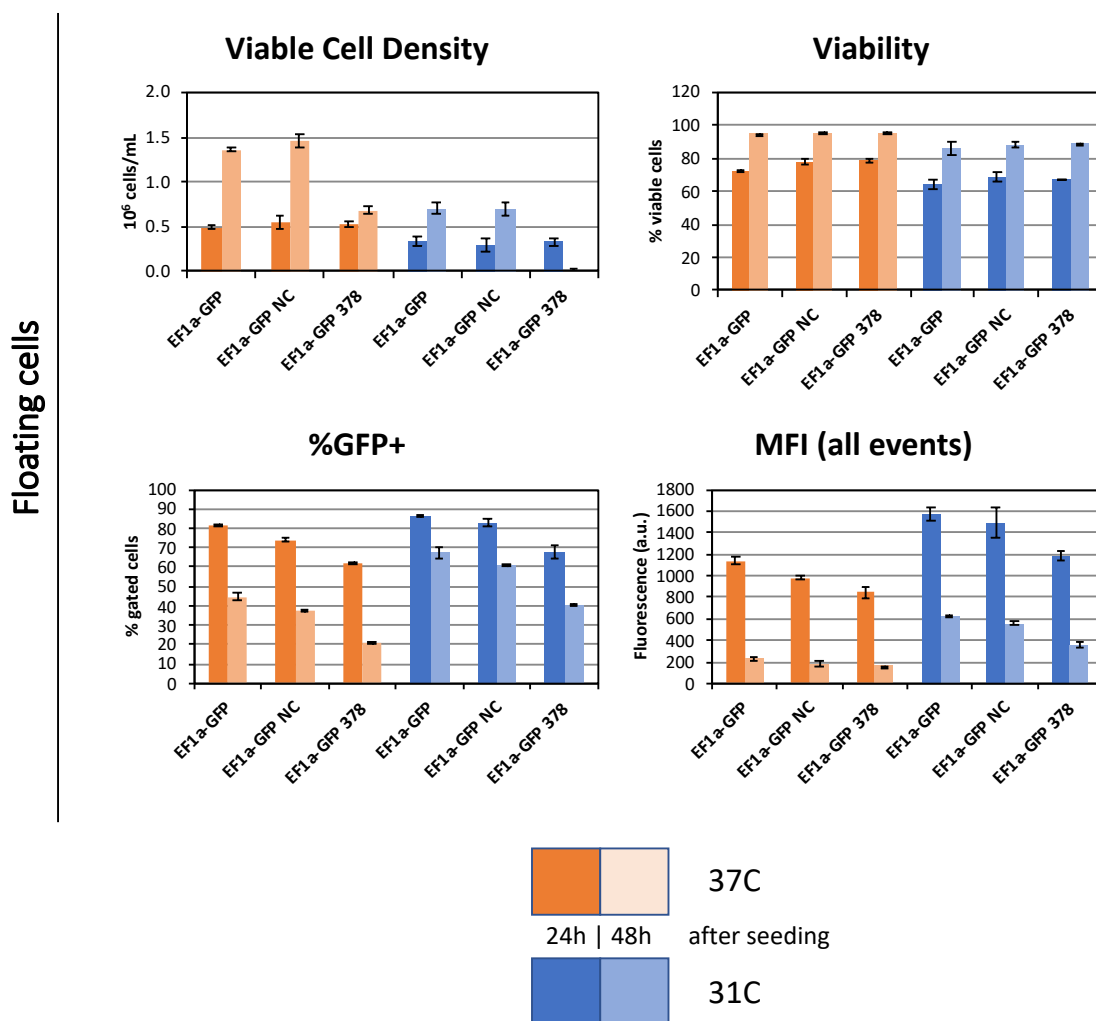 Floating cells
Viable Cell Density
10⁶ cells/mL
2.0
1.5
1.0
0.5
0.0
EF1a-GFP
EF1a-GFP NC
EF1a-GFP 378
EF1a-GFP
EF1a-GFP NC
EF1a-GFP 378
Viability
% viable cells
120
100
80
60
40
20
0
EF1a-GFP
EF1a-GFP NC
EF1a-GFP 378
EF1a-GFP
EF1a-GFP NC
EF1a-GFP 378
%GFP+
% gated cells
100
90
80
70
60
50
40
30
20
10
0
EF1a-GFP
EF1a-GFP NC
EF1a-GFP 378
EF1a-GFP
EF1a-GFP NC
EF1a-GFP 378
MFI (all events)
Fluorescence (a.u.)
1800
1600
1400
1200
1000
800
600
400
200
0
EF1a-GFP
EF1a-GFP NC
EF1a-GFP 378
EF1a-GFP
EF1a-GFP NC
EF1a-GFP 378
37C
24h | 48h after seeding
31C